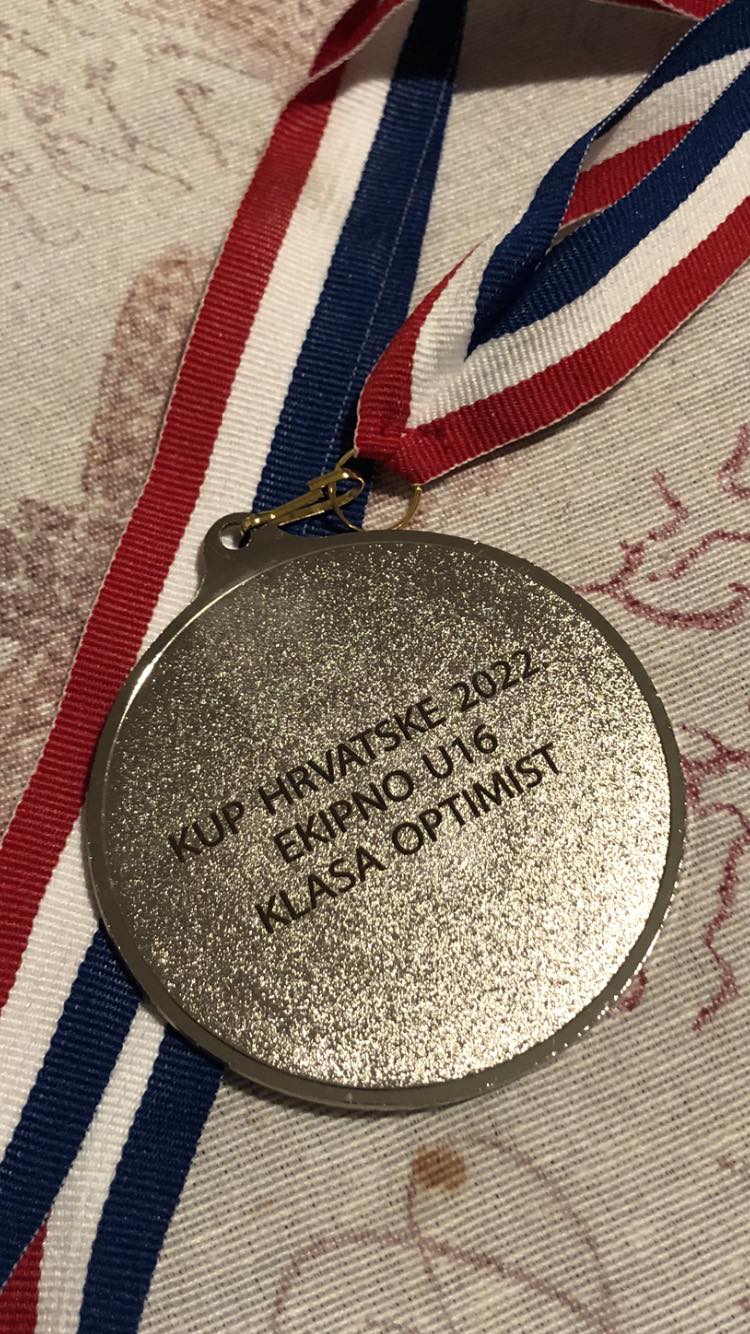 KUP HRVATSKE 2022
EKIPNO U16
KLASA OPTIMIST